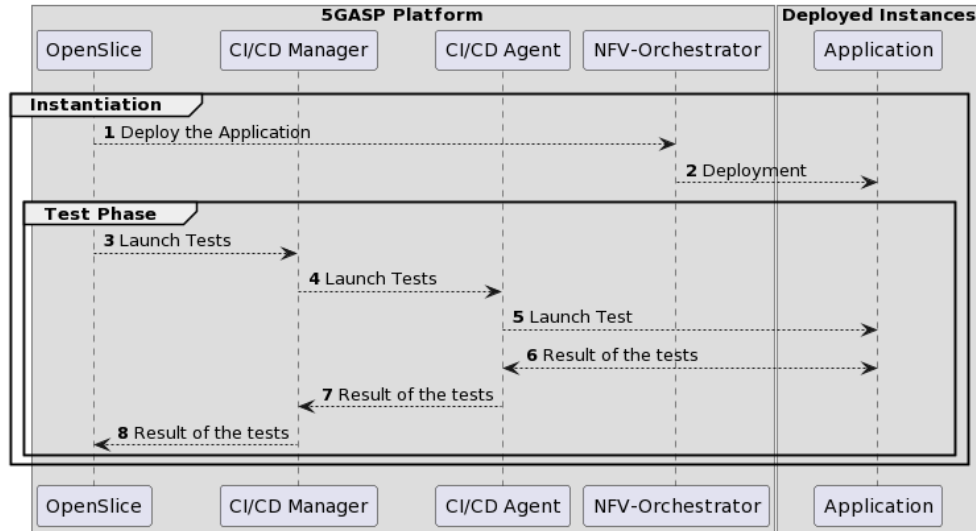 5GASP Platform
Deployed Instances
OpenSlice
CI/CD Manager
CI/CD Agent
NFV-Orchestrator
Application
Instantiation
1 Deploy the Application
2 Deployment
Test Phase
3 Launch Tests
4 Launch Tests
5 Launch Test
6 Result of the tests
7 Result of the tests
8 Result of the tests
OpenSlice
CI/CD Manager
CI/CD Agent
NFV-Orchestrator
Application